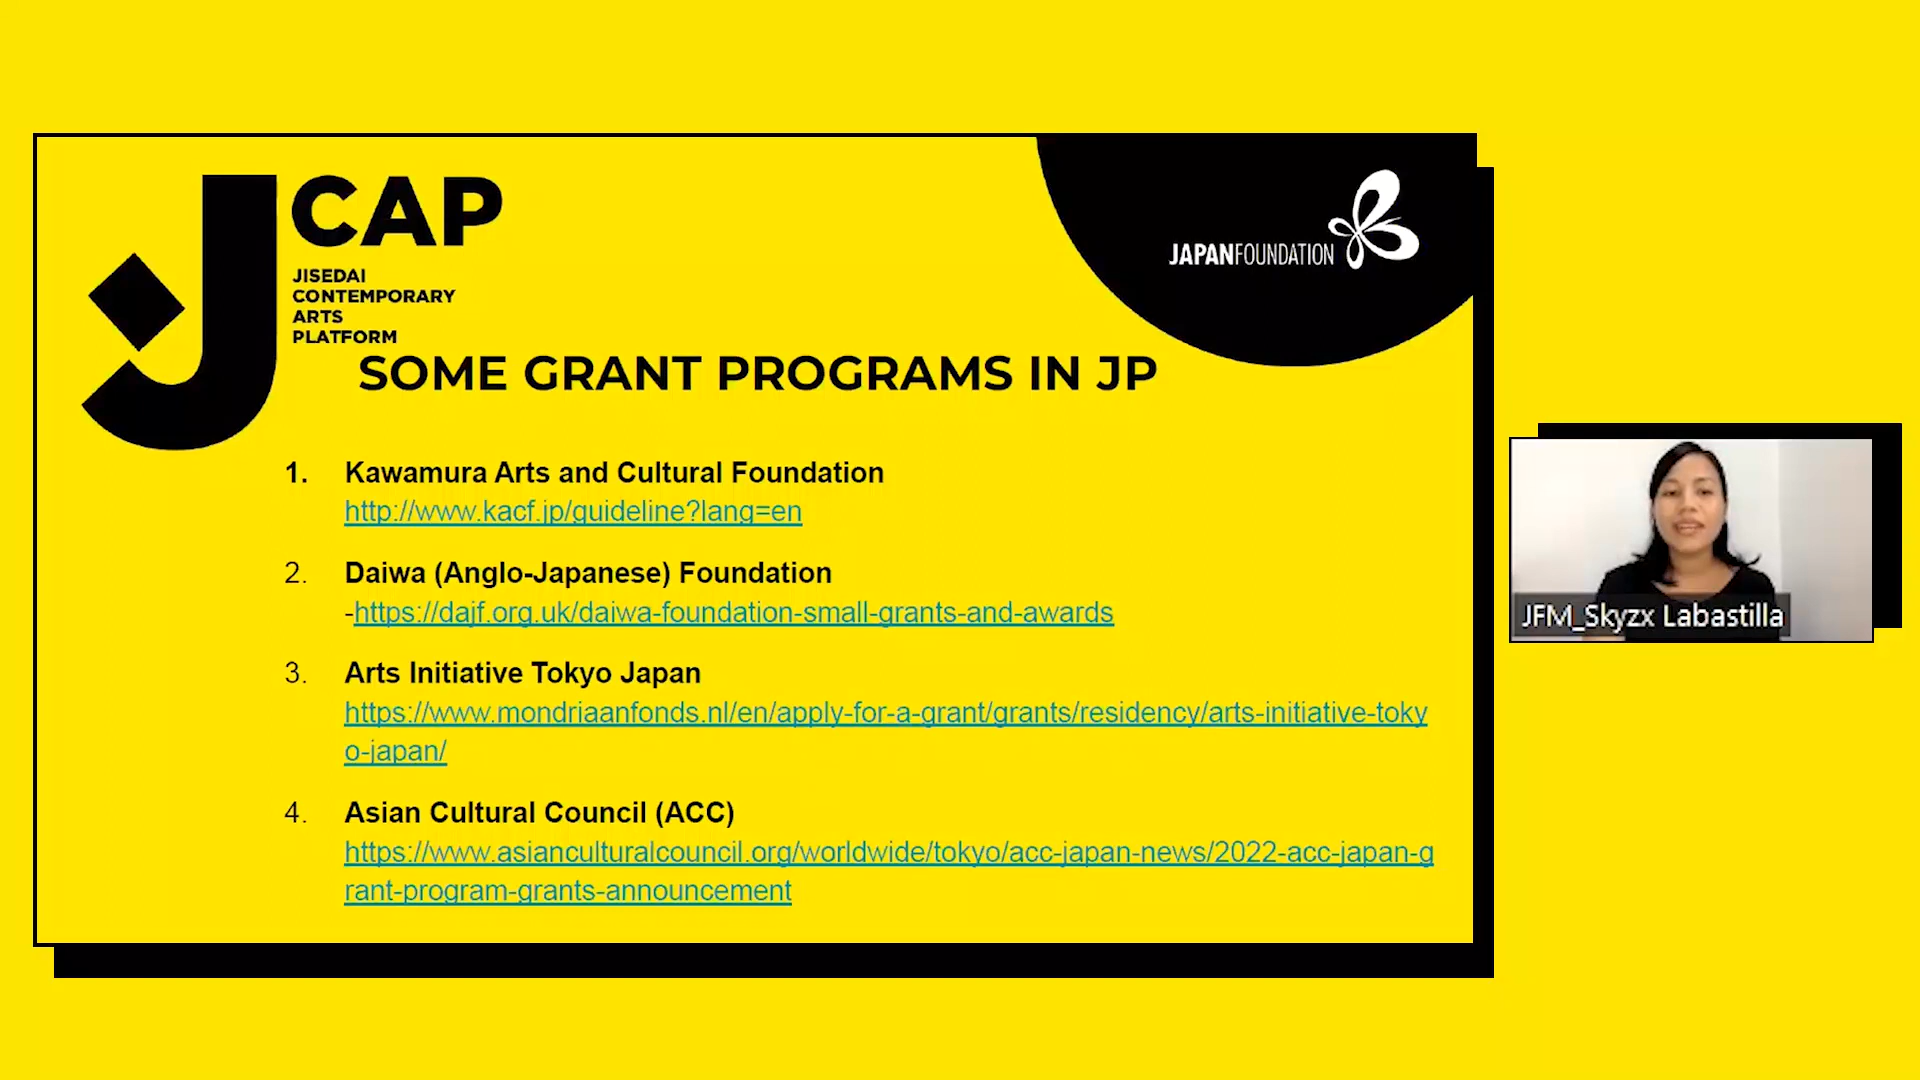 J CAP
JISEDAI
CONTEMPORARY
ARTS
PLATFORM
JAPANFOUNDATION
SOME GRANT PROGRAMS IN JP
1. Kawamura Arts and Cultural Foundation
http://www.kacf.jp/guideline?lang=en
2. Daiwa (Anglo-Japanese) Foundation
-https://dajf.org.uk/daiwa-foundation-small-grants-and-awards
3. Arts Initiative Tokyo Japan
https://www.mondriaanfonds.nl/en/apply-for-a-grant/grants/residency/arts-initiative-toky
o-japan/
4. Asian Cultural Council (ACC)
https://www.asianculturalcouncil.org/worldwide/tokyo/acc-japan-news/2022-acc-japan-g
rant-program-grants-announcement
JFM_Skyzx Labastilla